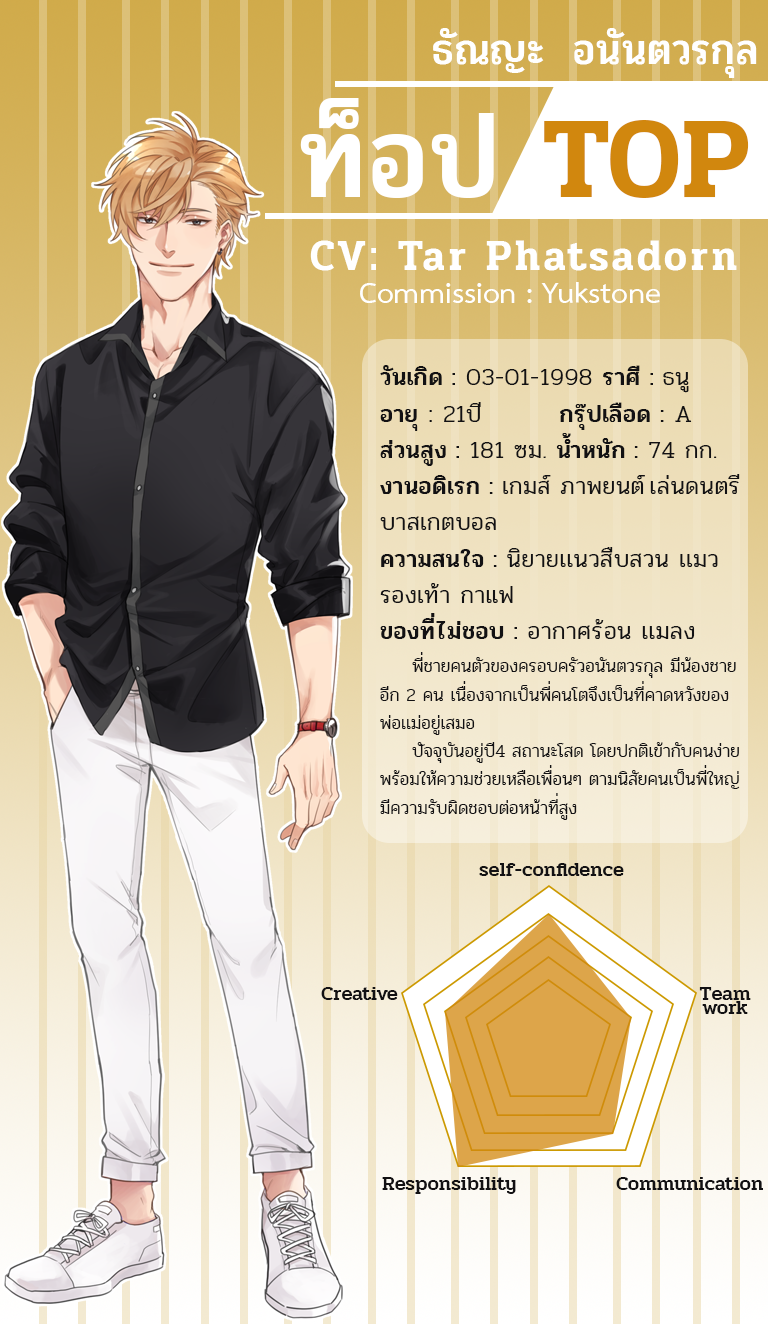 ธัณญะ อนันตวรกุล
ท็อป TOP
CV: Tar Phatsadorn
Commission : Yukstone
วันเกิด : 03-01-1998 ราศี : ธนู
อายุ : 21ปี กรุ๊ปเลือด : A
ส่วนสูง : 181 ซม. น้ำหนัก : 74 กก.
งานอดิเรก : เกมส์ ภาพยนต์ เล่นดนตรี
บาสเกตบอล
ความสนใจ : นิยายแนวสืบสวน แมว
รองเท้า กาแฟ
ของที่ไม่ชอบ : อากาศร้อน แมลง
พี่ชายคนตัวของครอบครัวอนันตวรกุล มีน้องชาย
อีก 2 คน เนื่องจากเป็นพี่คนโตจึงเป็นที่คาดหวังของ
พ่อแม่อยู่เสมอ
ปัจจุบันอยู่ปี4 สถานะโสด โดยปกติเข้ากับคนง่าย
พร้อมให้ความช่วยเหลือเพื่อนๆ ตามนิสัยคนเป็นพี่ใหญ่
มีความรับผิดชอบต่อหน้าที่สูง
self-confidence
Creative
Team
work
Responsibility
Communication